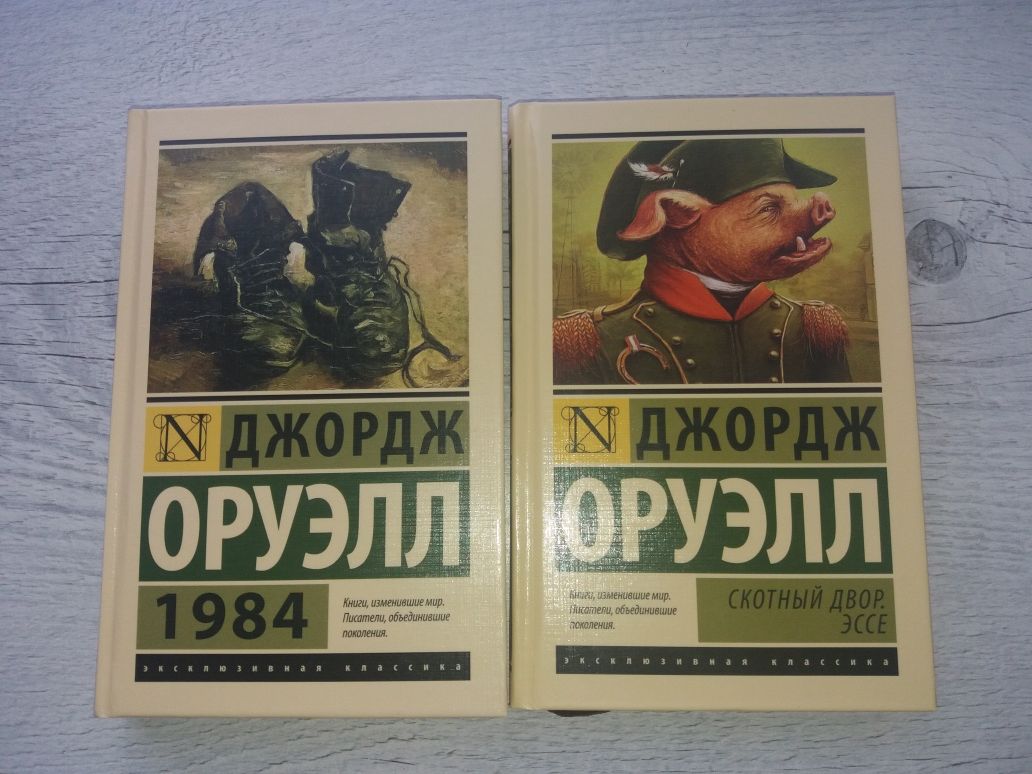 N
ДЖОРДЖ
ОРУЭЛЛ
1984
Книги, изменившие мир.
Писатели, объединившие
поколения.
эксклюзивная классика
N
ДЖОРДЖ
ОРУЭЛЛ
Книги, изменившие мир.
Писатели, объединившие
поколения.
СКОТНЫЙ ДВОР.
ЭССЕ
эксклюзивная классика